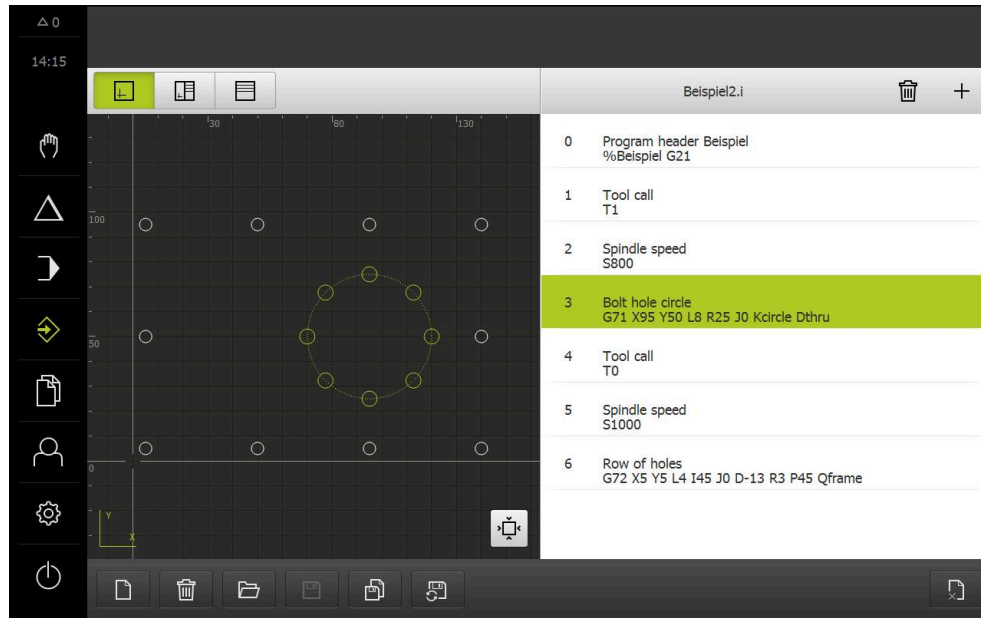 0
14:15
Beispiel2.i
30
80
130
100
50
0
Y
X
0 Program header Beispiel
%Beispiel G21
1 Tool call
T1
2 Spindle speed
S800
3 Bolt hole circle
G71 X95 Y50 L8 R25 J0 Kcircle Dthru
4 Tool call
T0
5 Spindle speed
S1000
6 Row of holes
G72 X5 Y5 L4 I45 J0 D-13 R3 P45 Qframe